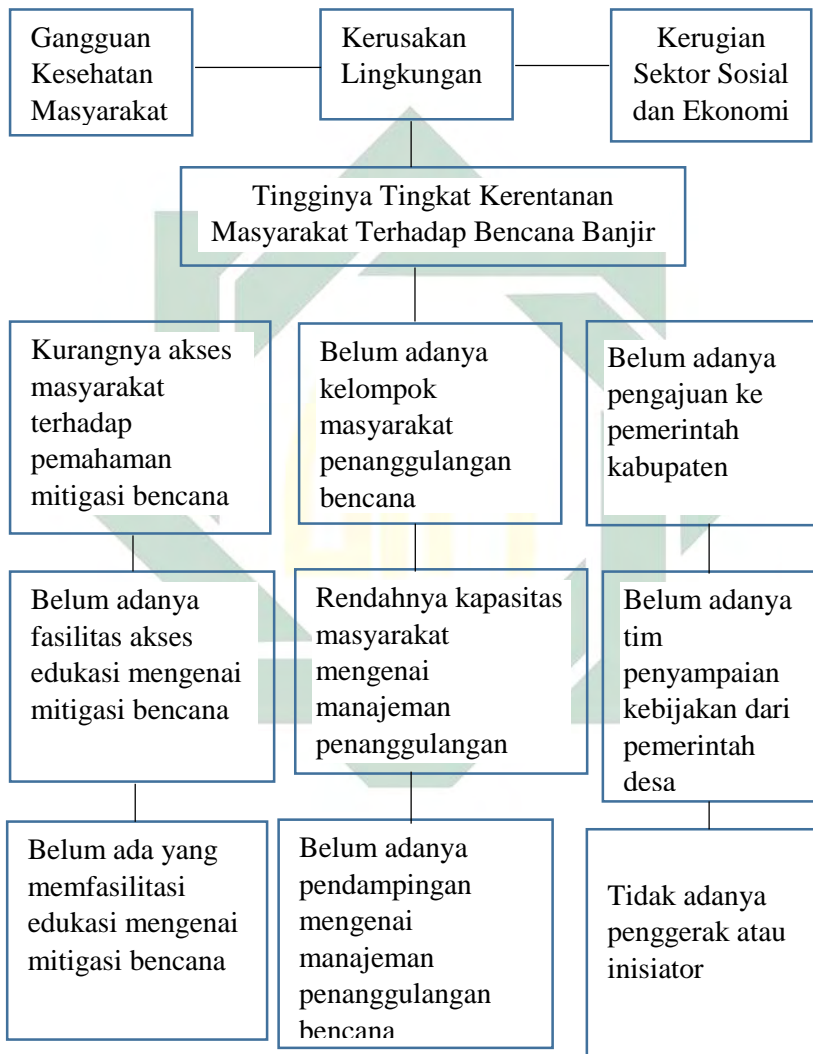 Gangguan
Kesehatan
Masyarakat
Kerusakan
Lingkungan
Kerugian
Sektor Sosial
dan Ekonomi
Tingginya Tingkat Kerentanan
Masyarakat Terhadap Bencana Banjir
Kurangnya akses
masyarakat
terhadap
pemahaman
mitigasi bencana
Belum adanya
kelompok
masyarakat
penanggulangan
bencana
Belum adanya
pengajuan ke
pemerintah
kabupaten
Belum adanya
fasilitas akses
edukasi mengenai
mitigasi bencana
Rendahnya kapasitas
masyarakat
mengenai
manajeman
penanggulangan
Belum adanya
tim
penyampaian
kebijakan dari
pemerintah
desa
Belum ada yang
memfasilitasi
edukasi mengenai
mitigasi bencana
Belum adanya
pendampingan
mengenai
manajeman
penanggulangan
bencana
Tidak adanya
penggerak atau
inisiator